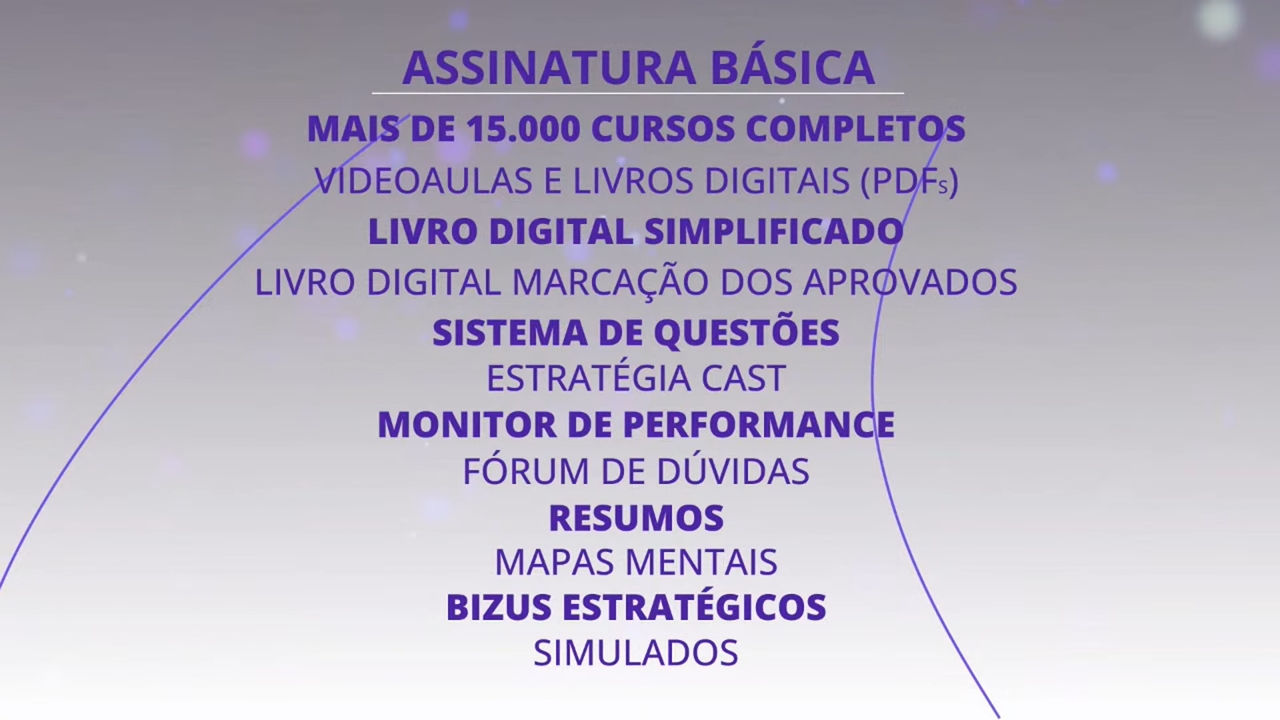 ASSINATURA BÁSICA
MAIS DE 15.000 CURSOS COMPLETOS
VIDEOAULAS E LIVROS DIGITAIS (PDFs)
LIVRO DIGITAL SIMPLIFICADO
LIVRO DIGITAL MARCAÇÃO DOS APROVADOS
SISTEMA DE QUESTÕES
ESTRATÉGIA CAST
MONITOR DE PERFORMANCE
FÓRUM DE DÚVIDAS
RESUMOS
MAPAS MENTAIS
BIZUS ESTRATÉGICOS
SIMULADOS